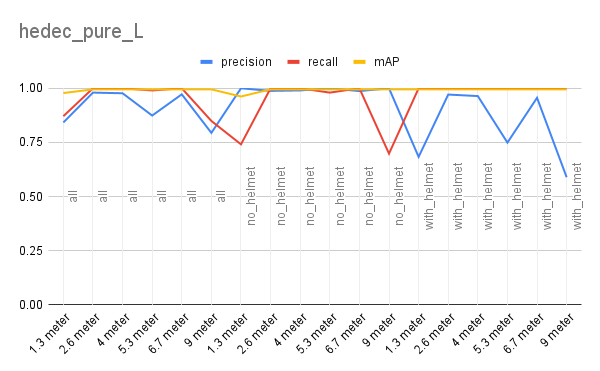 hedec_pure_L
precision recall mAP
1.00
0.75
0.50
0.25
0.00
all all all all all all no_helmet no_helmet no_helmet no_helmet no_helmet no_helmet with_helmet with_helmet with_helmet with_helmet with_helmet with_helmet
1.3 meter 2.6 meter 4 meter 5.3 meter 6.7 meter 9 meter 1.3 meter 2.6 meter 4 meter 5.3 meter 6.7 meter 9 meter 1.3 meter 2.6 meter 4 meter 5.3 meter 6.7 meter 9 meter